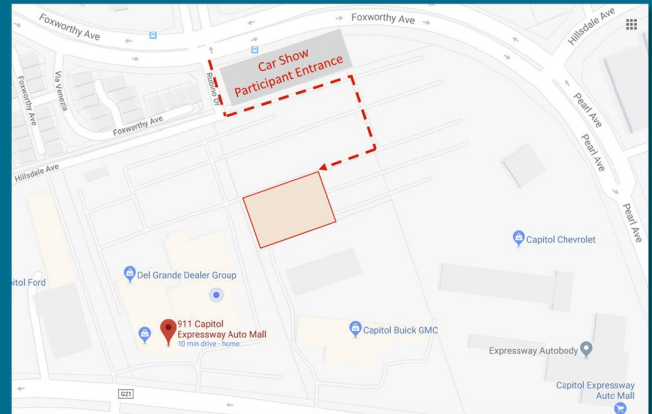 Foxworthy Ave
Foxworthy Ave
Hillsdale Ave
Car Show
Participant Entrance
Rubino Dr
Via Venezia
Foxworthy Ave
Foxworthy Ave
Hillsdale Ave
Pearl Ave
Pearl Ave
Pearl Ave
Capitol Chevrolet
Del Grande Dealer Group
itol Ford
911 Capitol
Expressway Auto Mall
10 min drive - home
Capitol Buick GMC
Expressway Autobody
Capitol Expressway
Auto Mall
G21